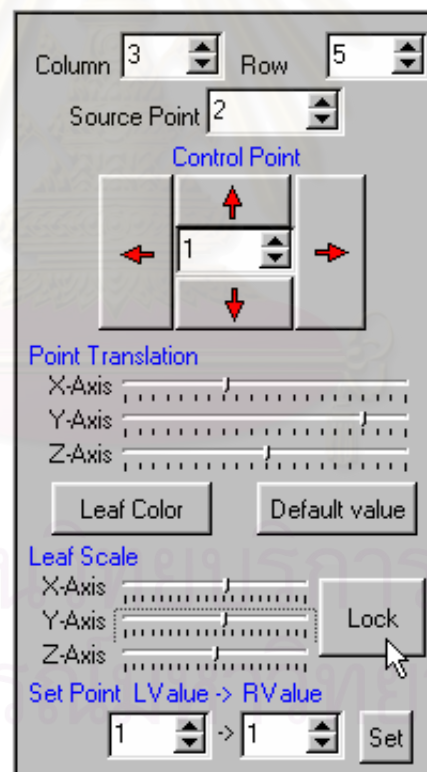 Column 3 Row 5
Source Point 2
Control Point
1
Point Translation
X-Axis
Y-Axis
Z-Axis
Leaf Color Default value
Leaf Scale
X-Axis
Y-Axis
Lock
Z-Axis
Set Point LValue -> RValue
1 -> 1 Set